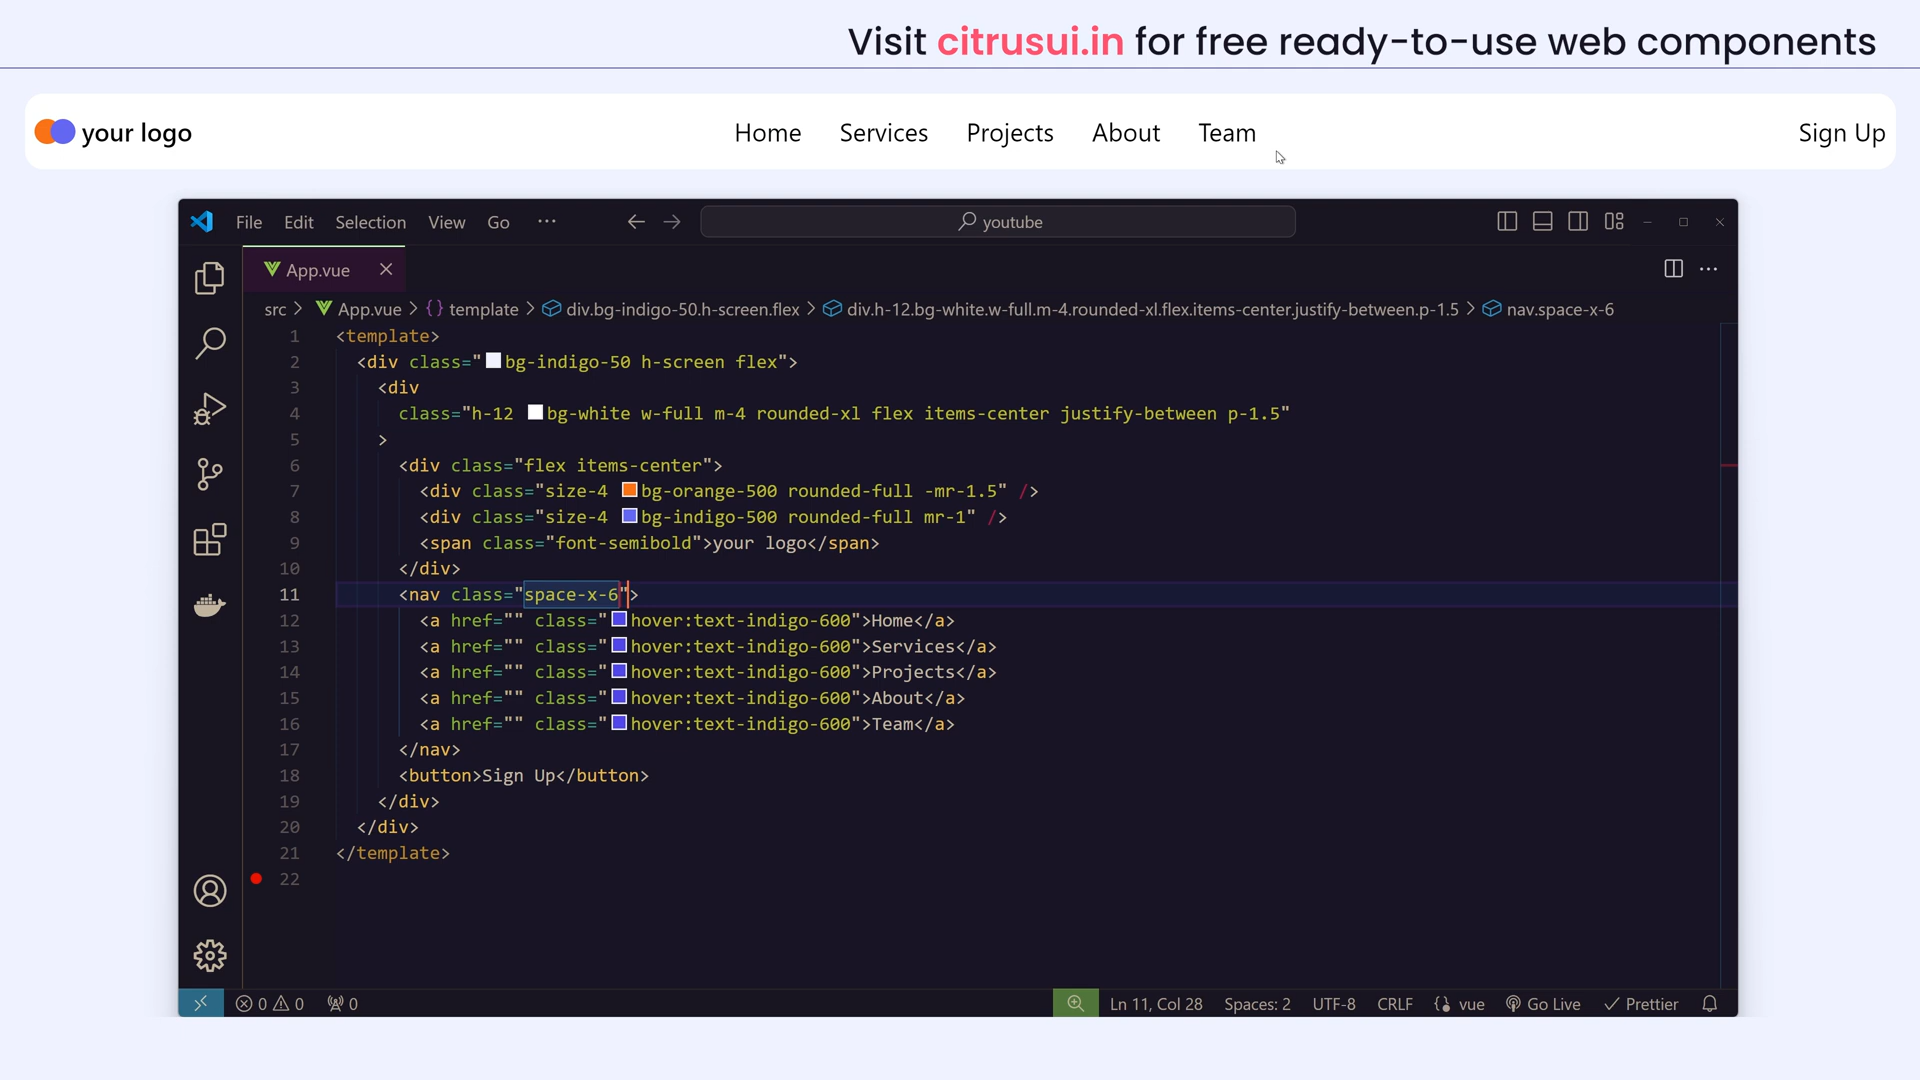 Visit citrusui.in for free ready-to-use web components
your logo Home Services Projects About Team Sign Up
File Edit Selection View Go ··· youtube
App.vue
src > App.vue > {} template > div.bg-indigo-50.h-screen.flex > div.h-12.bg-white.w-full.m-4.rounded-xl.flex.items-center.justify-between.p-1.5 > nav.space-x-6
1 <template>
2 <div class="bg-indigo-50 h-screen flex">
3 <div
4 class="h-12 bg-white w-full m-4 rounded-xl flex items-center justify-between p-1.5"
5 >
6 <div class="flex items-center">
7 <div class="size-4 bg-orange-500 rounded-full -mr-1.5" />
8 <div class="size-4 bg-indigo-500 rounded-full mr-1" />
9 <span class="font-semibold">your logo</span>
10 </div>
11 <nav class="space-x-6">
12 <a href="" class="hover:text-indigo-600">Home</a>
13 <a href="" class="hover:text-indigo-600">Services</a>
14 <a href="" class="hover:text-indigo-600">Projects</a>
15 <a href="" class="hover:text-indigo-600">About</a>
16 <a href="" class="hover:text-indigo-600">Team</a>
17 </nav>
18 <button>Sign Up</button>
19 </div>
20 </div>
21 </template>
22
0 0 0 Ln 11, Col 28 Spaces: 2 UTF-8 CRLF vue Go Live Prettier